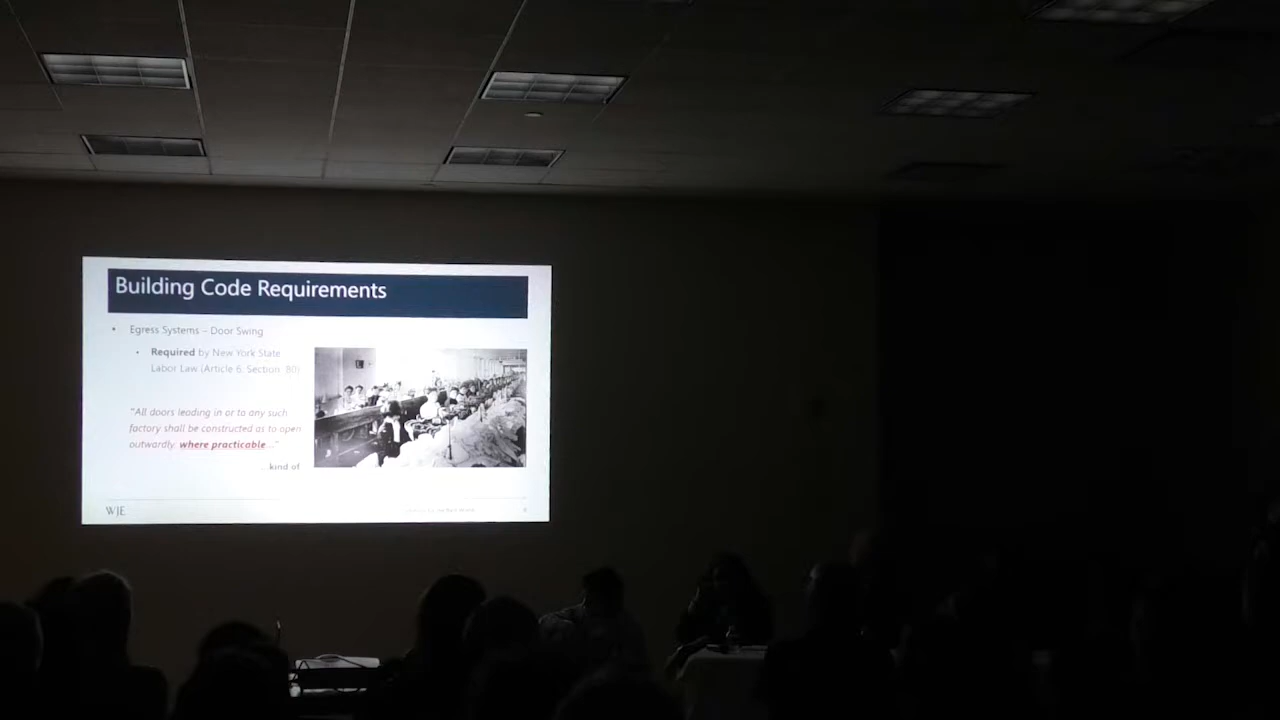 Building Code Requirements
• Egress Systems – Door Swing
• Required by New York State
Labor Law (Article 6, Section 80)
"All doors leading in or to any such
factory shall be constructed as to open
outwardly where practicable..."
... kind of
WJE